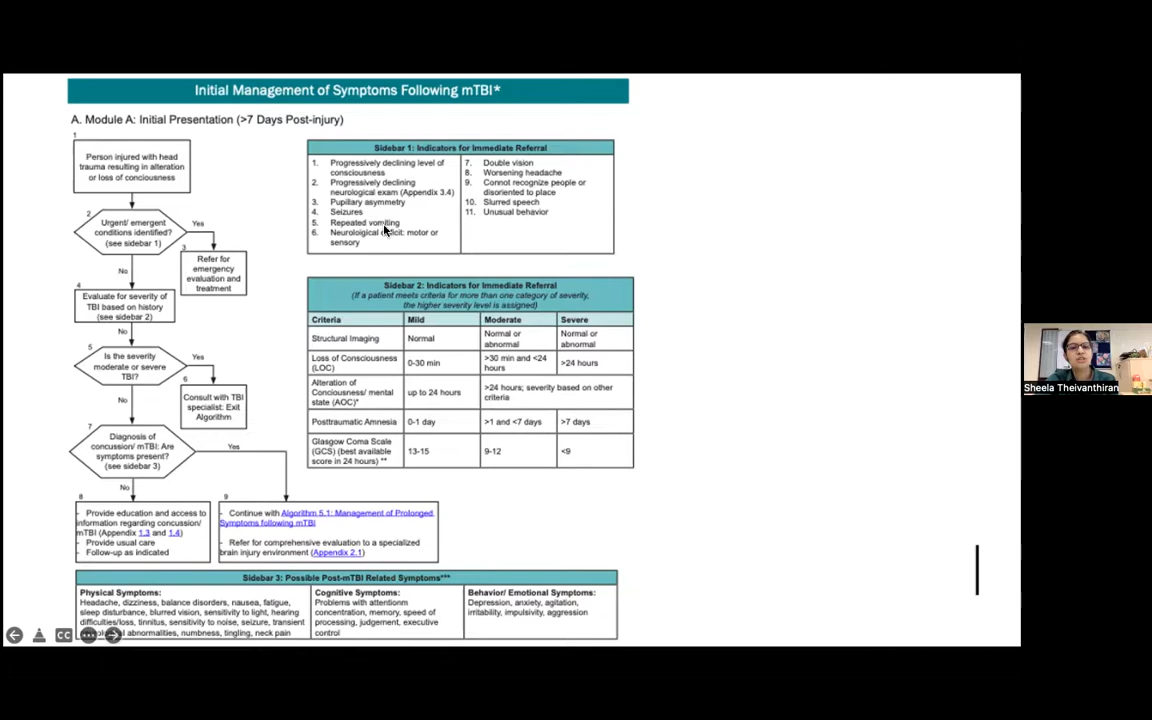 Initial Management of Symptoms Following mTBI*
A. Module A: Initial Presentation (>7 Days Post-injury)
1
Person injured with head
trauma resulting in alteration
or loss of conciousness
2
Urgent/ emergent
conditions identified?
(see sidebar 1)
Yes
3
Refer for
emergency
evaluation and
treatment
No
4
Evaluate for severity of
TBI based on history
(see sidebar 2)
No
5
Is the severity
moderate or severe
TBI?
Yes
6
Consult with TBI
specialist: Exit
Algorithm
No
7
Diagnosis of
concussion/ mTBI: Are
symptoms present?
(see sidebar 3)
Yes
No
8
- Provide education and access to
information regarding concussion/
mTBI (Appendix 1.3 and 1.4)
- Provide usual care
- Follow-up as indicated
9
- Continue with Algorithm 5.1: Management of Prolonged
Symptoms following mTBI
- Refer for comprehensive evaluation to a specialized
brain injury environment (Appendix 2.1)
Sidebar 1: Indicators for Immediate Referral
1. Progressively declining level of
consciousness
2. Progressively declining
neurological exam (Appendix 3.4)
3. Pupillary asymmetry
4. Seizures
5. Repeated vomiting
6. Neuroloigical deficit: motor or
sensory
7. Double vision
8. Worsening headache
9. Connot recognize people or
disoriented to place
10. Slurred speech
11. Unusual behavior
Sidebar 2: Indicators for Immediate Referral
(If a patient meets criteria for more than one category of severity,
the higher severity level is assigned)
Criteria Mild Moderate Severe
Structural Imaging Normal Normal or abnormal Normal or abnormal
Loss of Consciousness (LOC) 0-30 min >30 min and <24 hours >24 hours
Alteration of Conciousness/ mental state (AOC)* up to 24 hours >24 hours; severity based on other criteria
Posttraumatic Amnesia 0-1 day >1 and <7 days >7 days
Glasgow Coma Scale (GCS) (best available score in 24 hours) ** 13-15 9-12 <9
Sidebar 3: Possible Post-mTBI Related Symptoms***
Physical Symptoms:
Headache, dizziness, balance disorders, nausea, fatigue,
sleep disturbance, blurred vision, sensitivity to light, hearing
difficulties/loss, tinnitus, sensitivity to noise, seizure, transient
abnormalities, numbness, tingling, neck pain
Cognitive Symptoms:
Problems with attentionm
concentration, memory, speed of
processing, judgement, executive
control
Behavior/ Emotional Symptoms:
Depression, anxiety, agitation,
irritability, impulsivity, aggression
CC
Sheela Theivanthiran